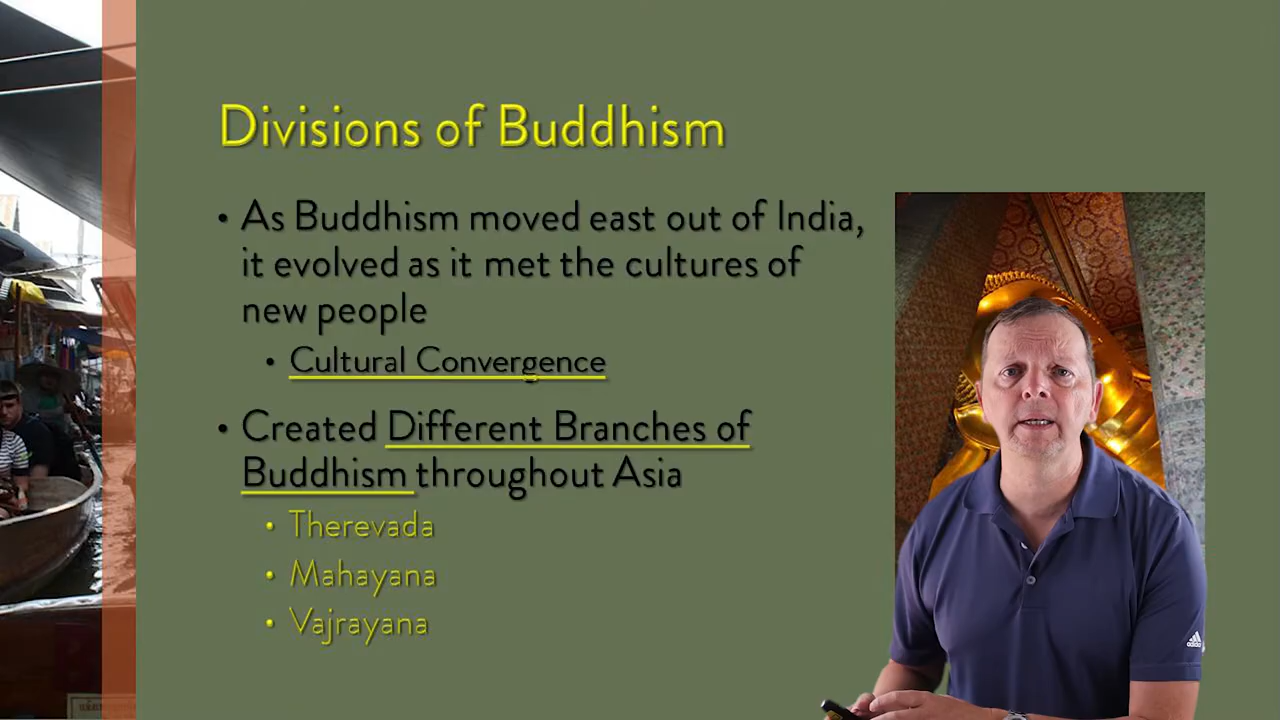 Divisions of Buddhism
• As Buddhism moved east out of India,
it evolved as it met the cultures of
new people
• Cultural Convergence
• Created Different Branches of
Buddhism throughout Asia
• Therevada
• Mahayana
• Vajrayana
adidas